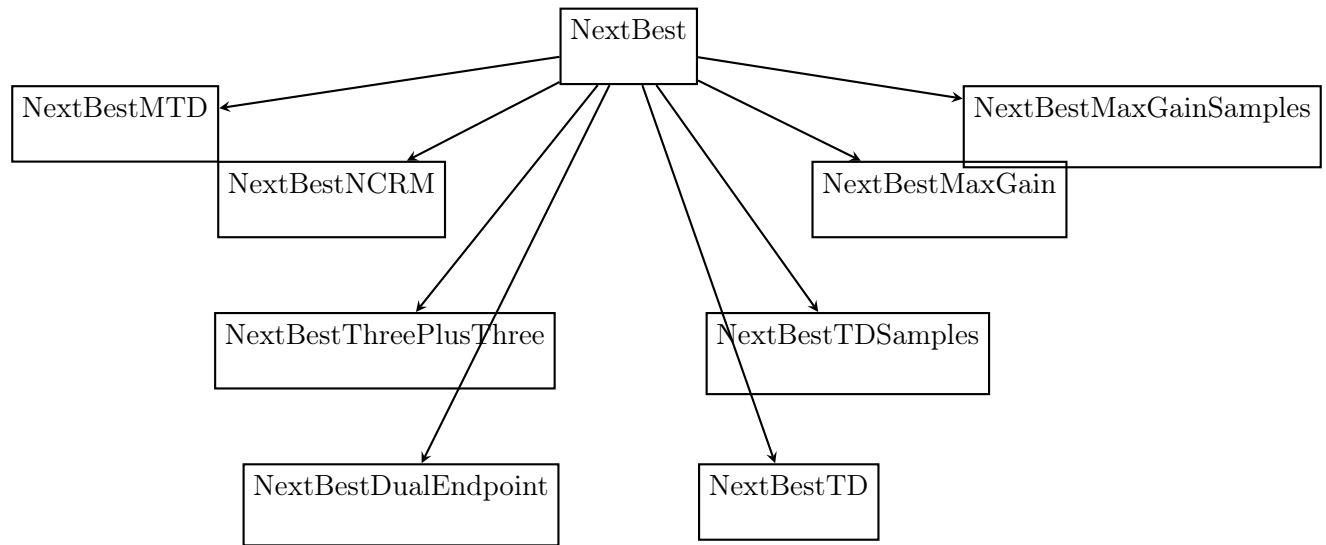 NextBest
NextBestMTD
NextBestMaxGainSamples
NextBestNCRM
NextBestMaxGain
NextBestThreePlusThree
NextBestTDSamples
NextBestDualEndpoint
NextBestTD